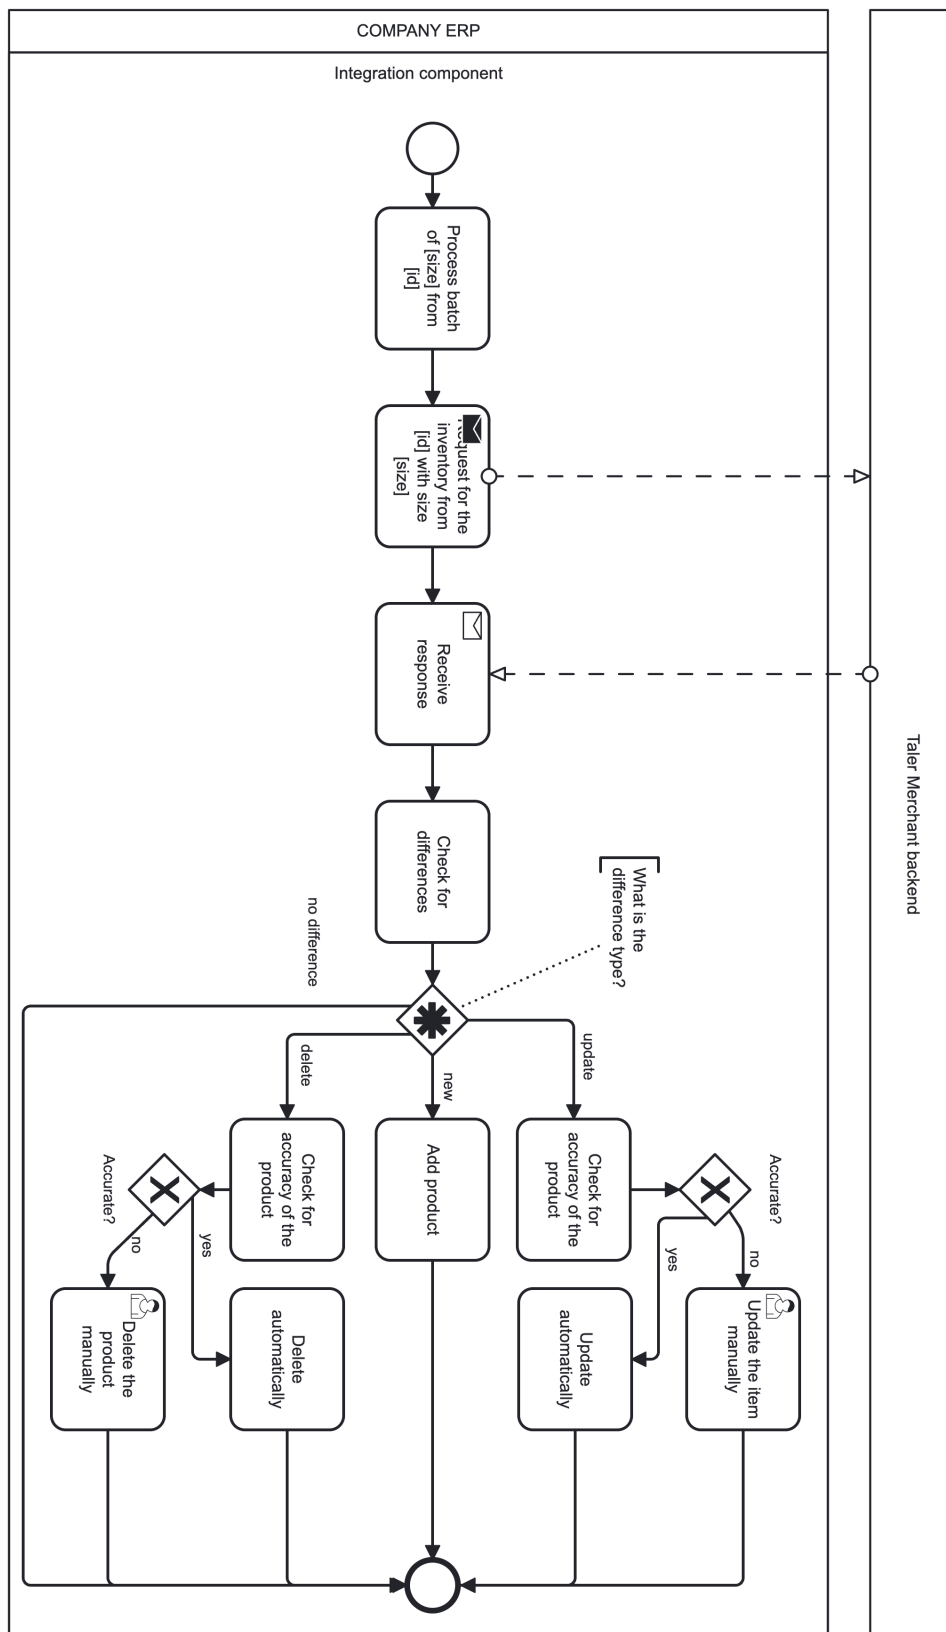 COMPANY ERP
Integration component
Process batch
of [size] from
[id]
Request for the
inventory from
[id] with size
[size]
Receive
response
Check for
differences
What is the
difference type?
no difference
update
new
delete
Check for
accuracy of the
product
Add product
Check for
accuracy of the
product
Accurate?
no
yes
Accurate?
no
yes
Update the item
manually
Update
automatically
Delete
automatically
Delete the
product
manually
Taler Merchant backend